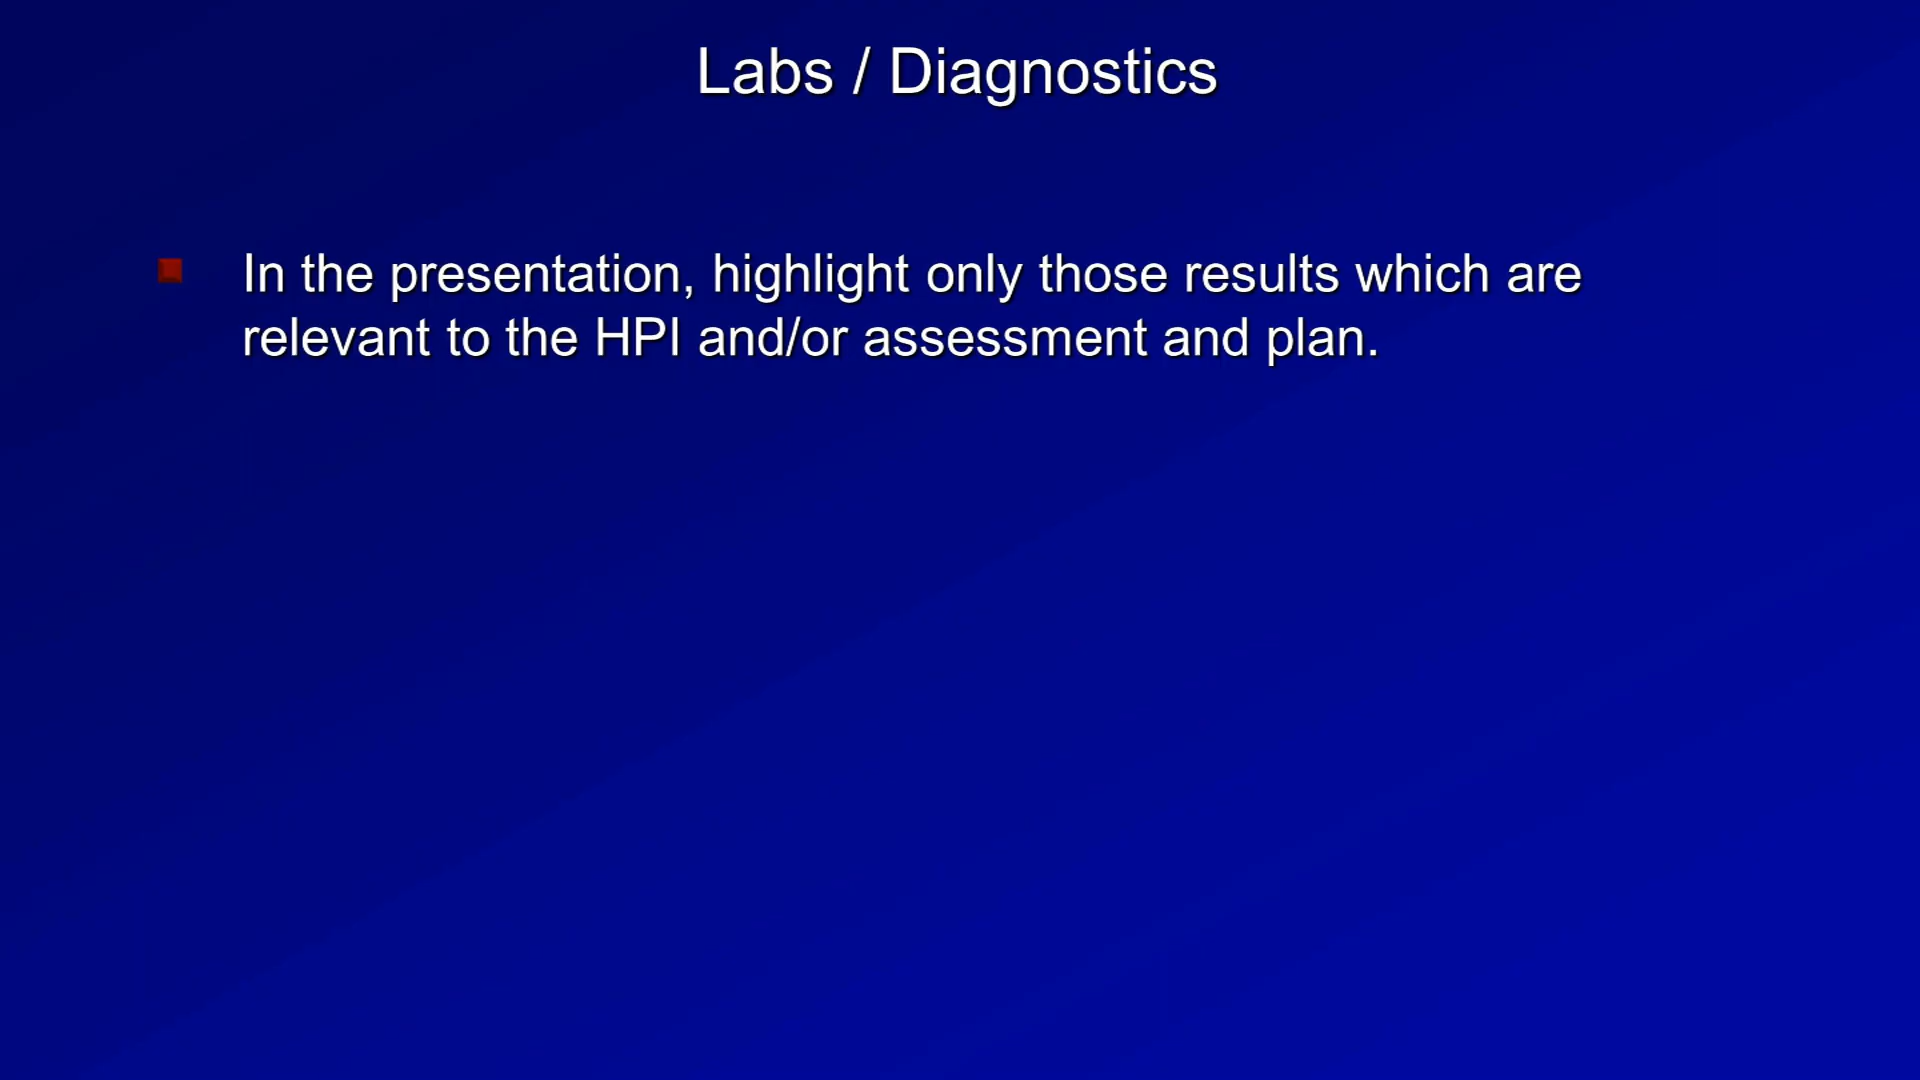 Labs / Diagnostics
In the presentation, highlight only those results which are
relevant to the HPI and/or assessment and plan.